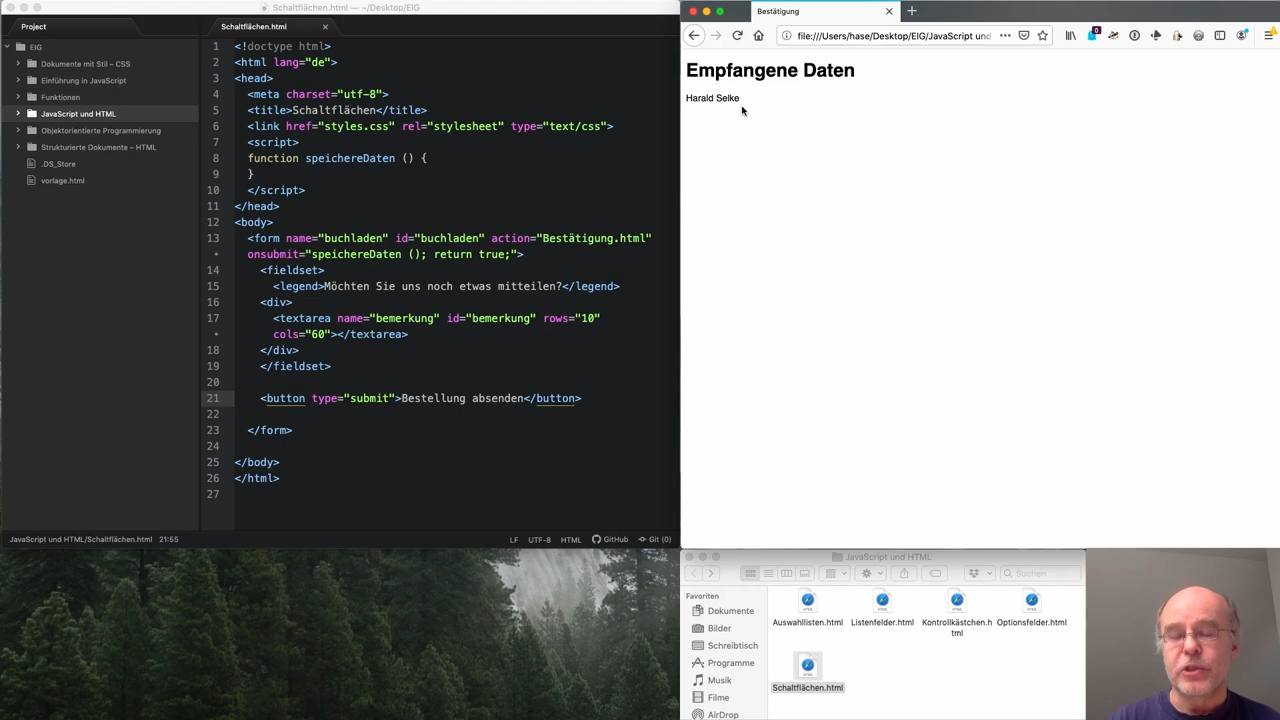 Schaltflächen.html — ~/Desktop/EIG
Project
EIG
Dokumente mit Stil – CSS
Einführung in JavaScript
Funktionen
JavaScript und HTML
Objektorientierte Programmierung
Strukturierte Dokumente – HTML
.DS_Store
vorlage.html
Schaltflächen.html
1 <!doctype html>
2 <html lang="de">
3 <head>
4 <meta charset="utf-8">
5 <title>Schaltflächen</title>
6 <link href="styles.css" rel="stylesheet" type="text/css">
7 <script>
8 function speichereDaten () {
9 }
10 </script>
11 </head>
12 <body>
13 <form name="buchladen" id="buchladen" action="Bestätigung.html"
• onsubmit="speichereDaten (); return true;">
14 <fieldset>
15 <legend>Möchten Sie uns noch etwas mitteilen?</legend>
16 <div>
17 <textarea name="bemerkung" id="bemerkung" rows="10"
• cols="60"></textarea>
18 </div>
19 </fieldset>
20
21 <button type="submit">Bestellung absenden</button>
22
23 </form>
24
25 </body>
26 </html>
27
JavaScript und HTML/Schaltflächen.html 21:55
LF UTF-8 HTML GitHub Git (0)
Bestätigung
file:///Users/hase/Desktop/EIG/JavaScript und
0
Empfangene Daten
Harald Selke
JavaScript und HTML
Suchen
Favoriten
Dokumente
Bilder
Schreibtisch
Programme
Musik
Filme
AirDrop
Auswahllisten.html
Listenfelder.html
Kontrollkästchen.h
tml
Optionsfelder.html
Schaltflächen.html